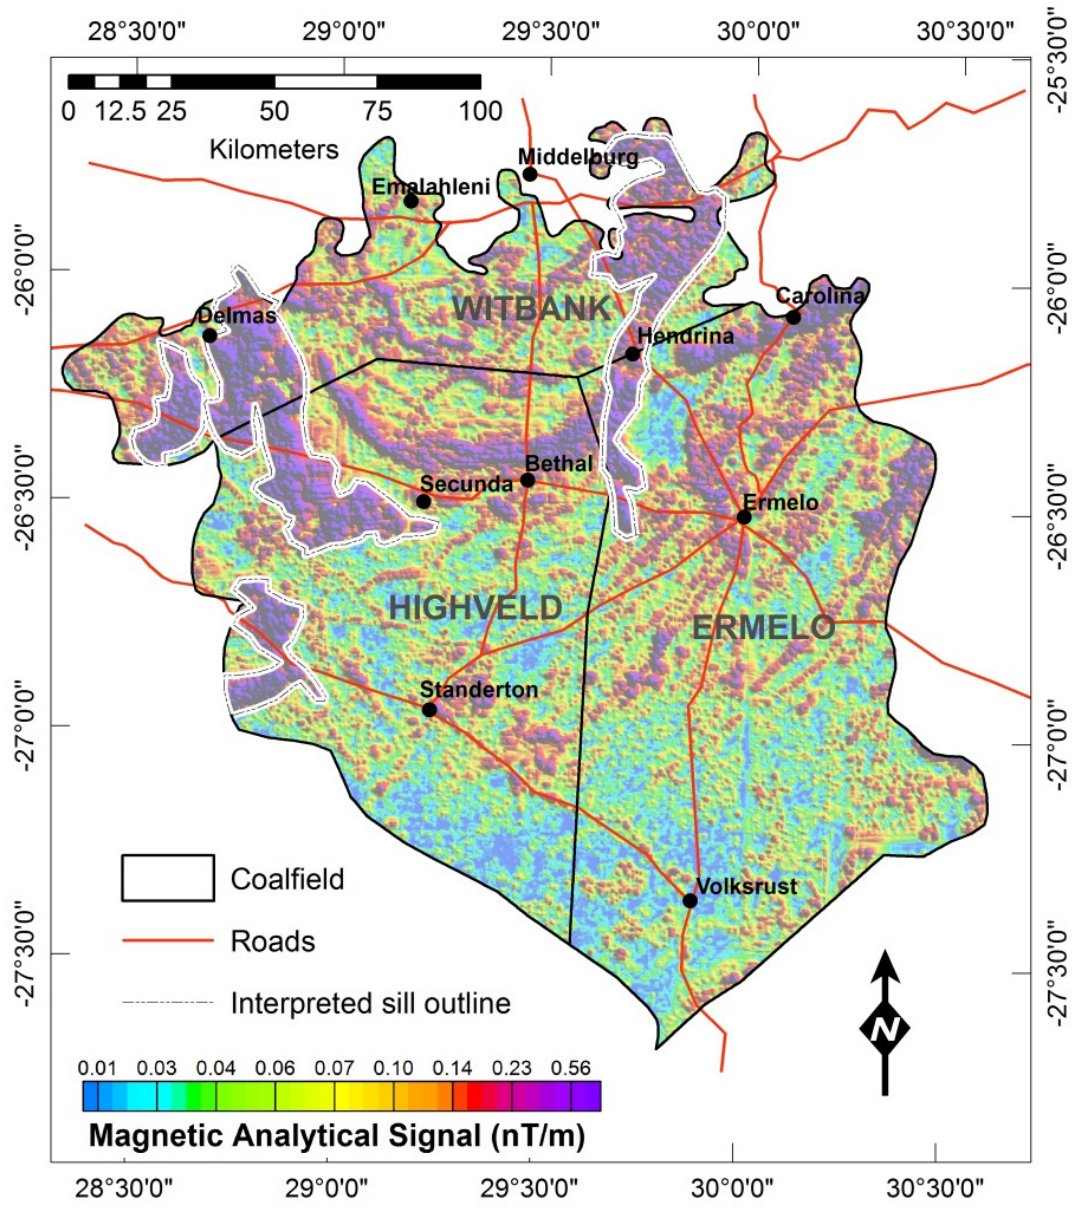 28°30'0" 29°0'0" 29°30'0" 30°0'0" 30°30'0"
-25°30'0"
0 12.5 25 50 75 100
Kilometers
Middelburg
Emalahleni
-26°0'0"
-26°0'0"
WITBANK
Carolina
Delmas
Hendrina
Bethal
Secunda
-26°30'0"
-26°30'0"
Ermelo
HIGHVELD
ERMELO
Standerton
-27°0'0"
-27°0'0"
Volksrust
Coalfield
Roads
-27°30'0"
-27°30'0"
Interpreted sill outline
N
0.01 0.03 0.04 0.06 0.07 0.10 0.14 0.23 0.56
Magnetic Analytical Signal (nT/m)
28°30'0" 29°0'0" 29°30'0" 30°0'0" 30°30'0"